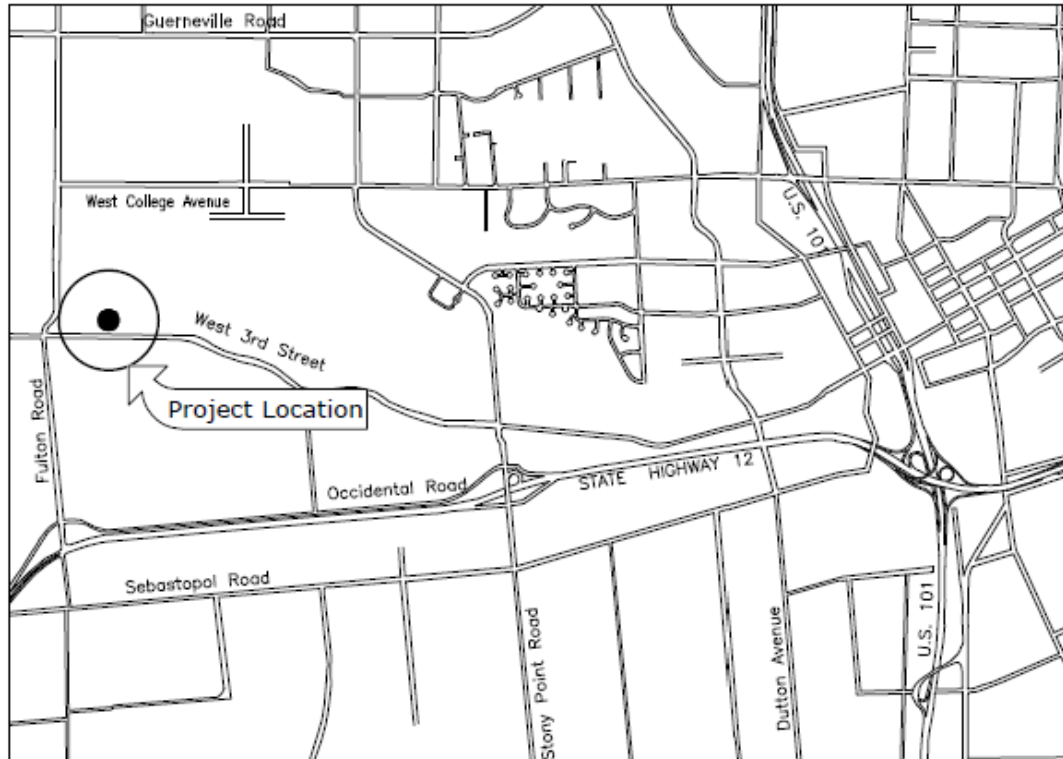 Guerneville Road
West College Avenue
U.S. 101
West 3rd Street
Project Location
Fulton Road
Occidental Road
STATE HIGHWAY 12
Sebastopol Road
Stony Point Road
Dutton Avenue
U.S. 101